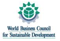 World Business Council
for Sustainable Development